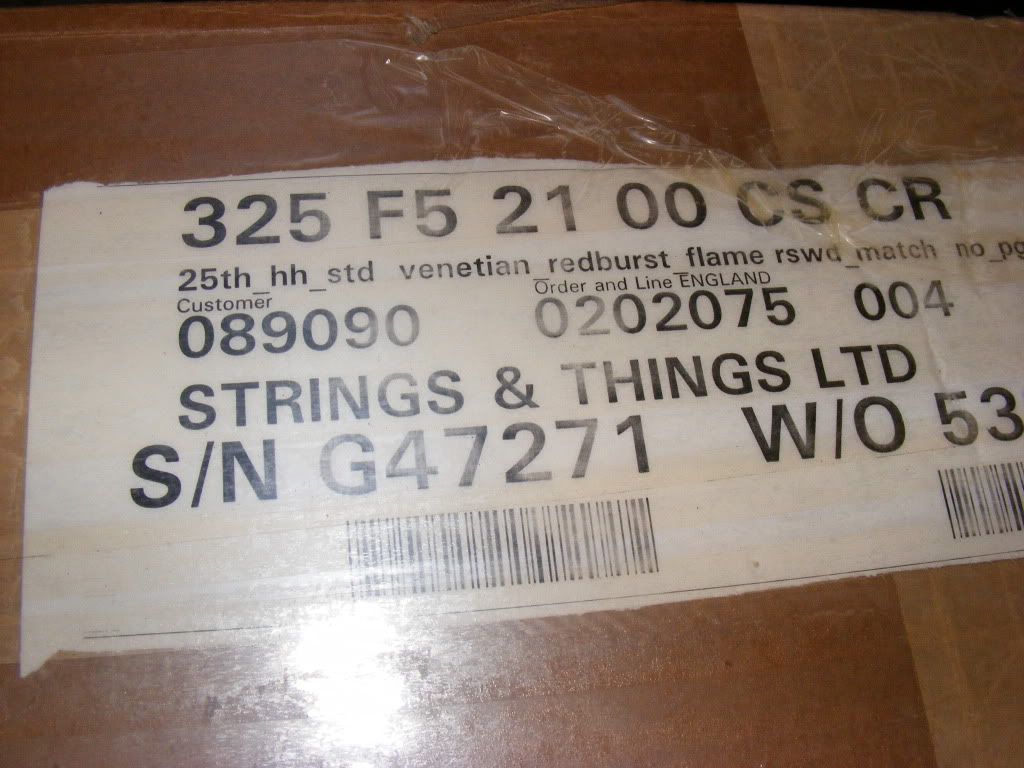 325 F5 21 00 CS CR
25th_hh_std venetian_redburst_flame rswd_match no_pg
Customer Order and Line ENGLAND
089090 0202075 004
STRINGS & THINGS LTD
S/N G47271 W/O 53